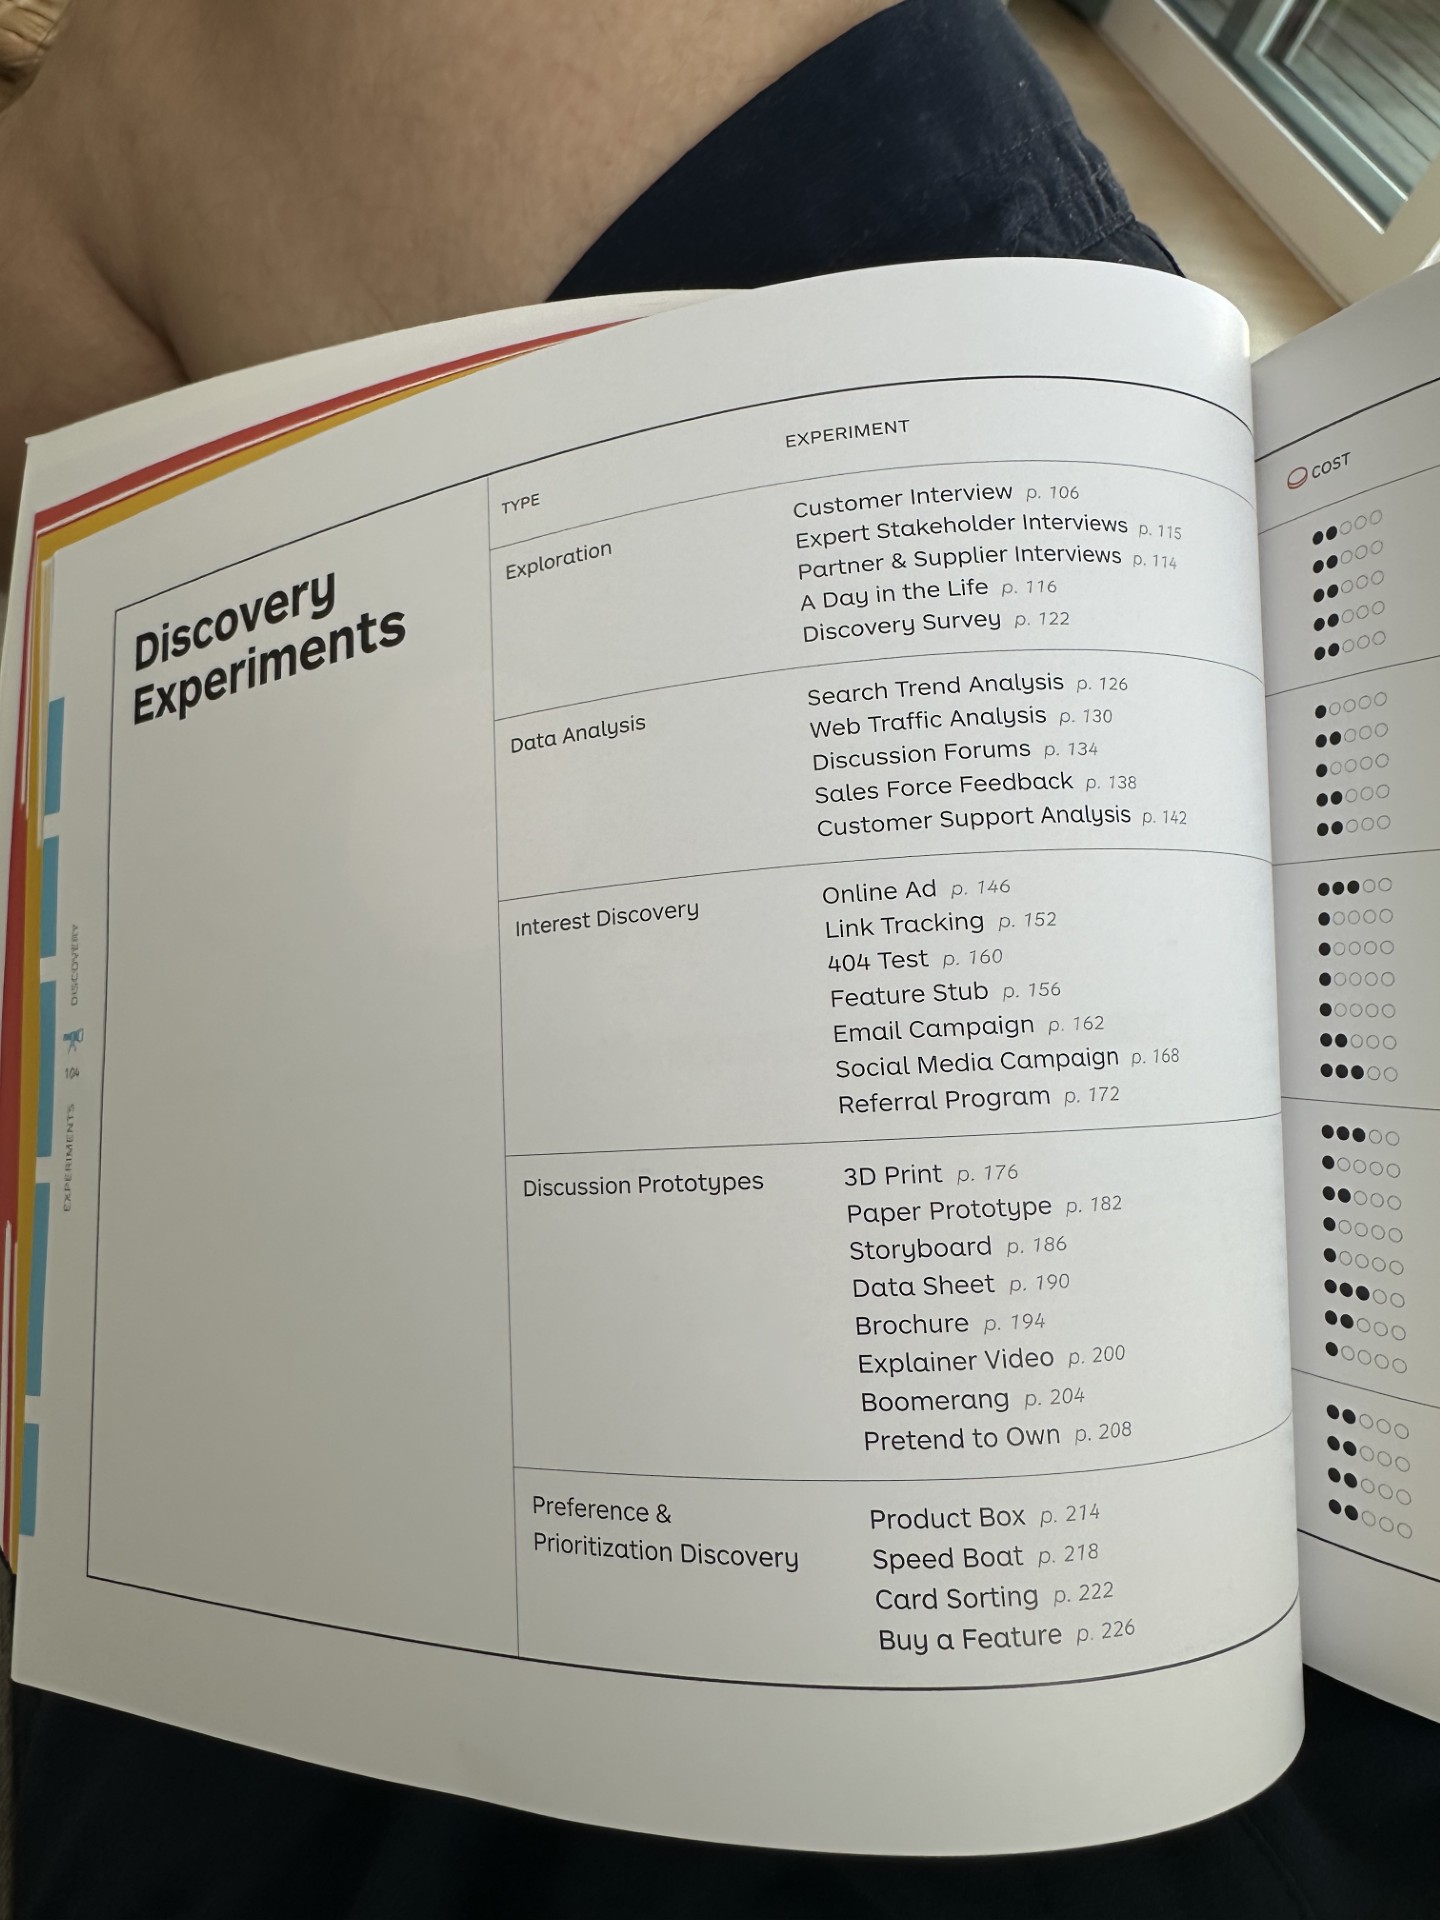 Discovery
Experiments
TYPE
EXPERIMENT
Exploration
Customer Interview p. 106
Expert Stakeholder Interviews p. 115
Partner & Supplier Interviews p. 114
A Day in the Life p. 116
Discovery Survey p. 122
Data Analysis
Search Trend Analysis p. 126
Web Traffic Analysis p. 130
Discussion Forums p. 134
Sales Force Feedback p. 138
Customer Support Analysis p. 142
Interest Discovery
Online Ad p. 146
Link Tracking p. 152
404 Test p. 160
Feature Stub p. 156
Email Campaign p. 162
Social Media Campaign p. 168
Referral Program p. 172
Discussion Prototypes
3D Print p. 176
Paper Prototype p. 182
Storyboard p. 186
Data Sheet p. 190
Brochure p. 194
Explainer Video p. 200
Boomerang p. 204
Pretend to Own p. 208
Preference &
Prioritization Discovery
Product Box p. 214
Speed Boat p. 218
Card Sorting p. 222
Buy a Feature p. 226
COST
EXPERIMENTS
DISCOVERY